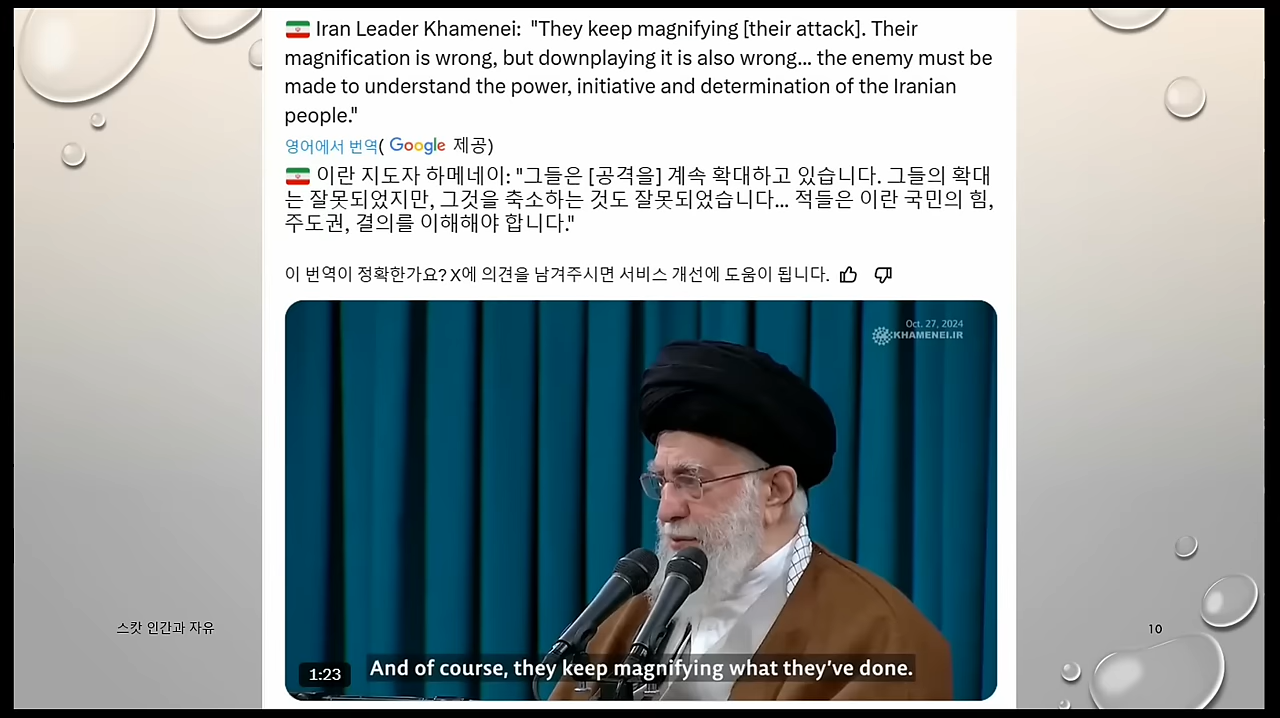 Iran Leader Khamenei: "They keep magnifying [their attack]. Their
magnification is wrong, but downplaying it is also wrong... the enemy must be
made to understand the power, initiative and determination of the Iranian
people."
영어에서 번역( Google 제공)
이란 지도자 하메네이: "그들은 [공격을] 계속 확대하고 있습니다. 그들의 확대
는 잘못되었지만, 그것을 축소하는 것도 잘못되었습니다... 적들은 이란 국민의 힘,
주도권, 결의를 이해해야 합니다."
이 번역이 정확한가요? X에 의견을 남겨주시면 서비스 개선에 도움이 됩니다.
Oct. 27, 2024
KHAMENEI.IR
스캇 인간과 자유
10
1:23
And of course, they keep magnifying what they've done.